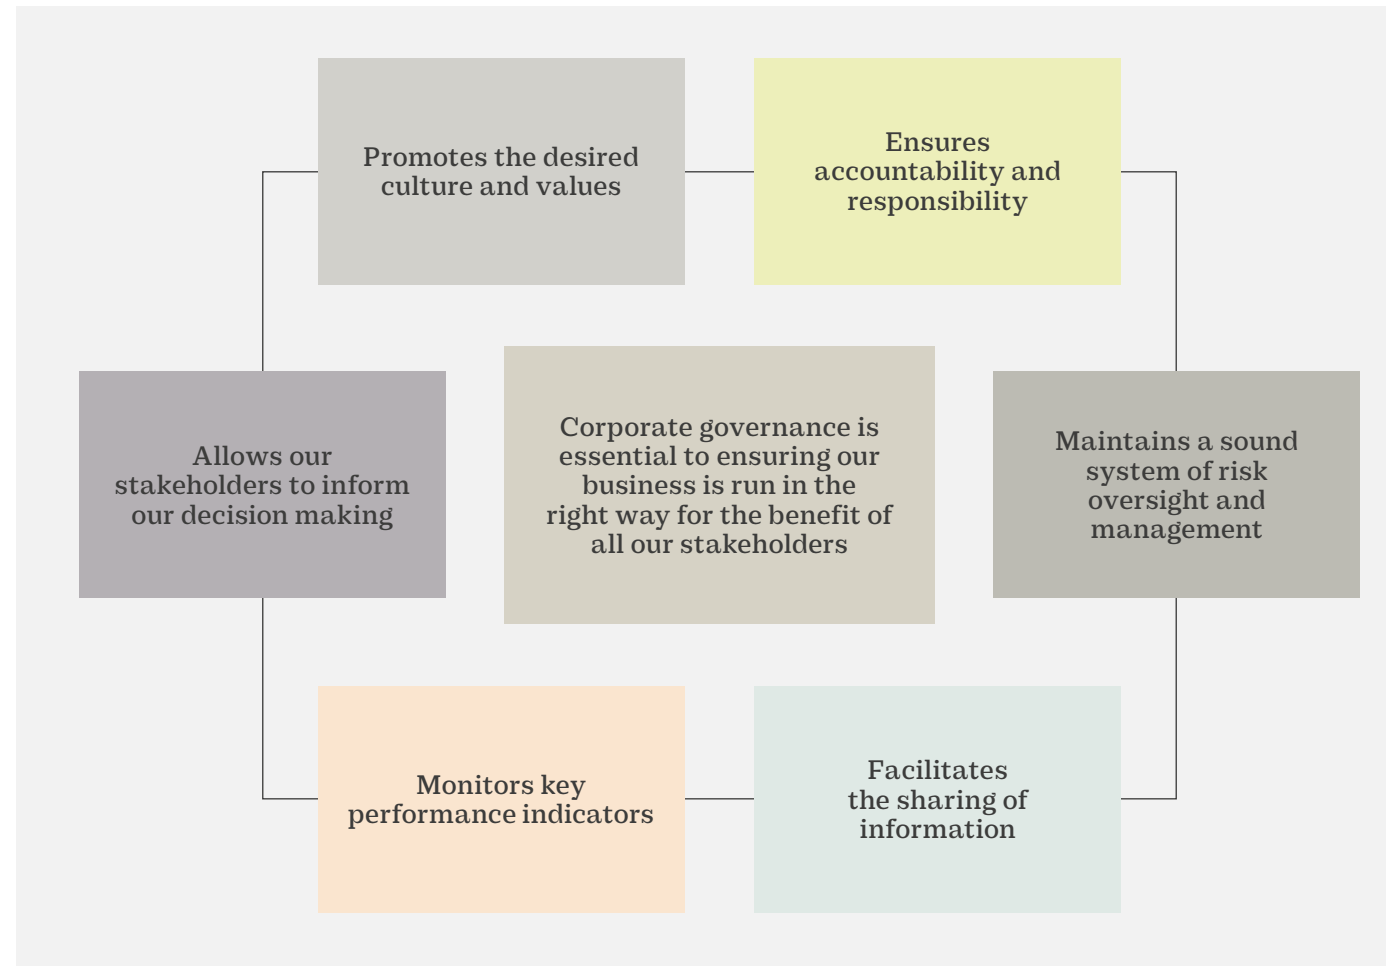 Promotes the desired
culture and values
Ensures
accountability and
responsibility
Allows our
stakeholders to inform
our decision making
Corporate governance is
essential to ensuring our
business is run in the
right way for the benefit of
all our stakeholders
Maintains a sound
system of risk
oversight and
management
Monitors key
performance indicators
Facilitates
the sharing of
information